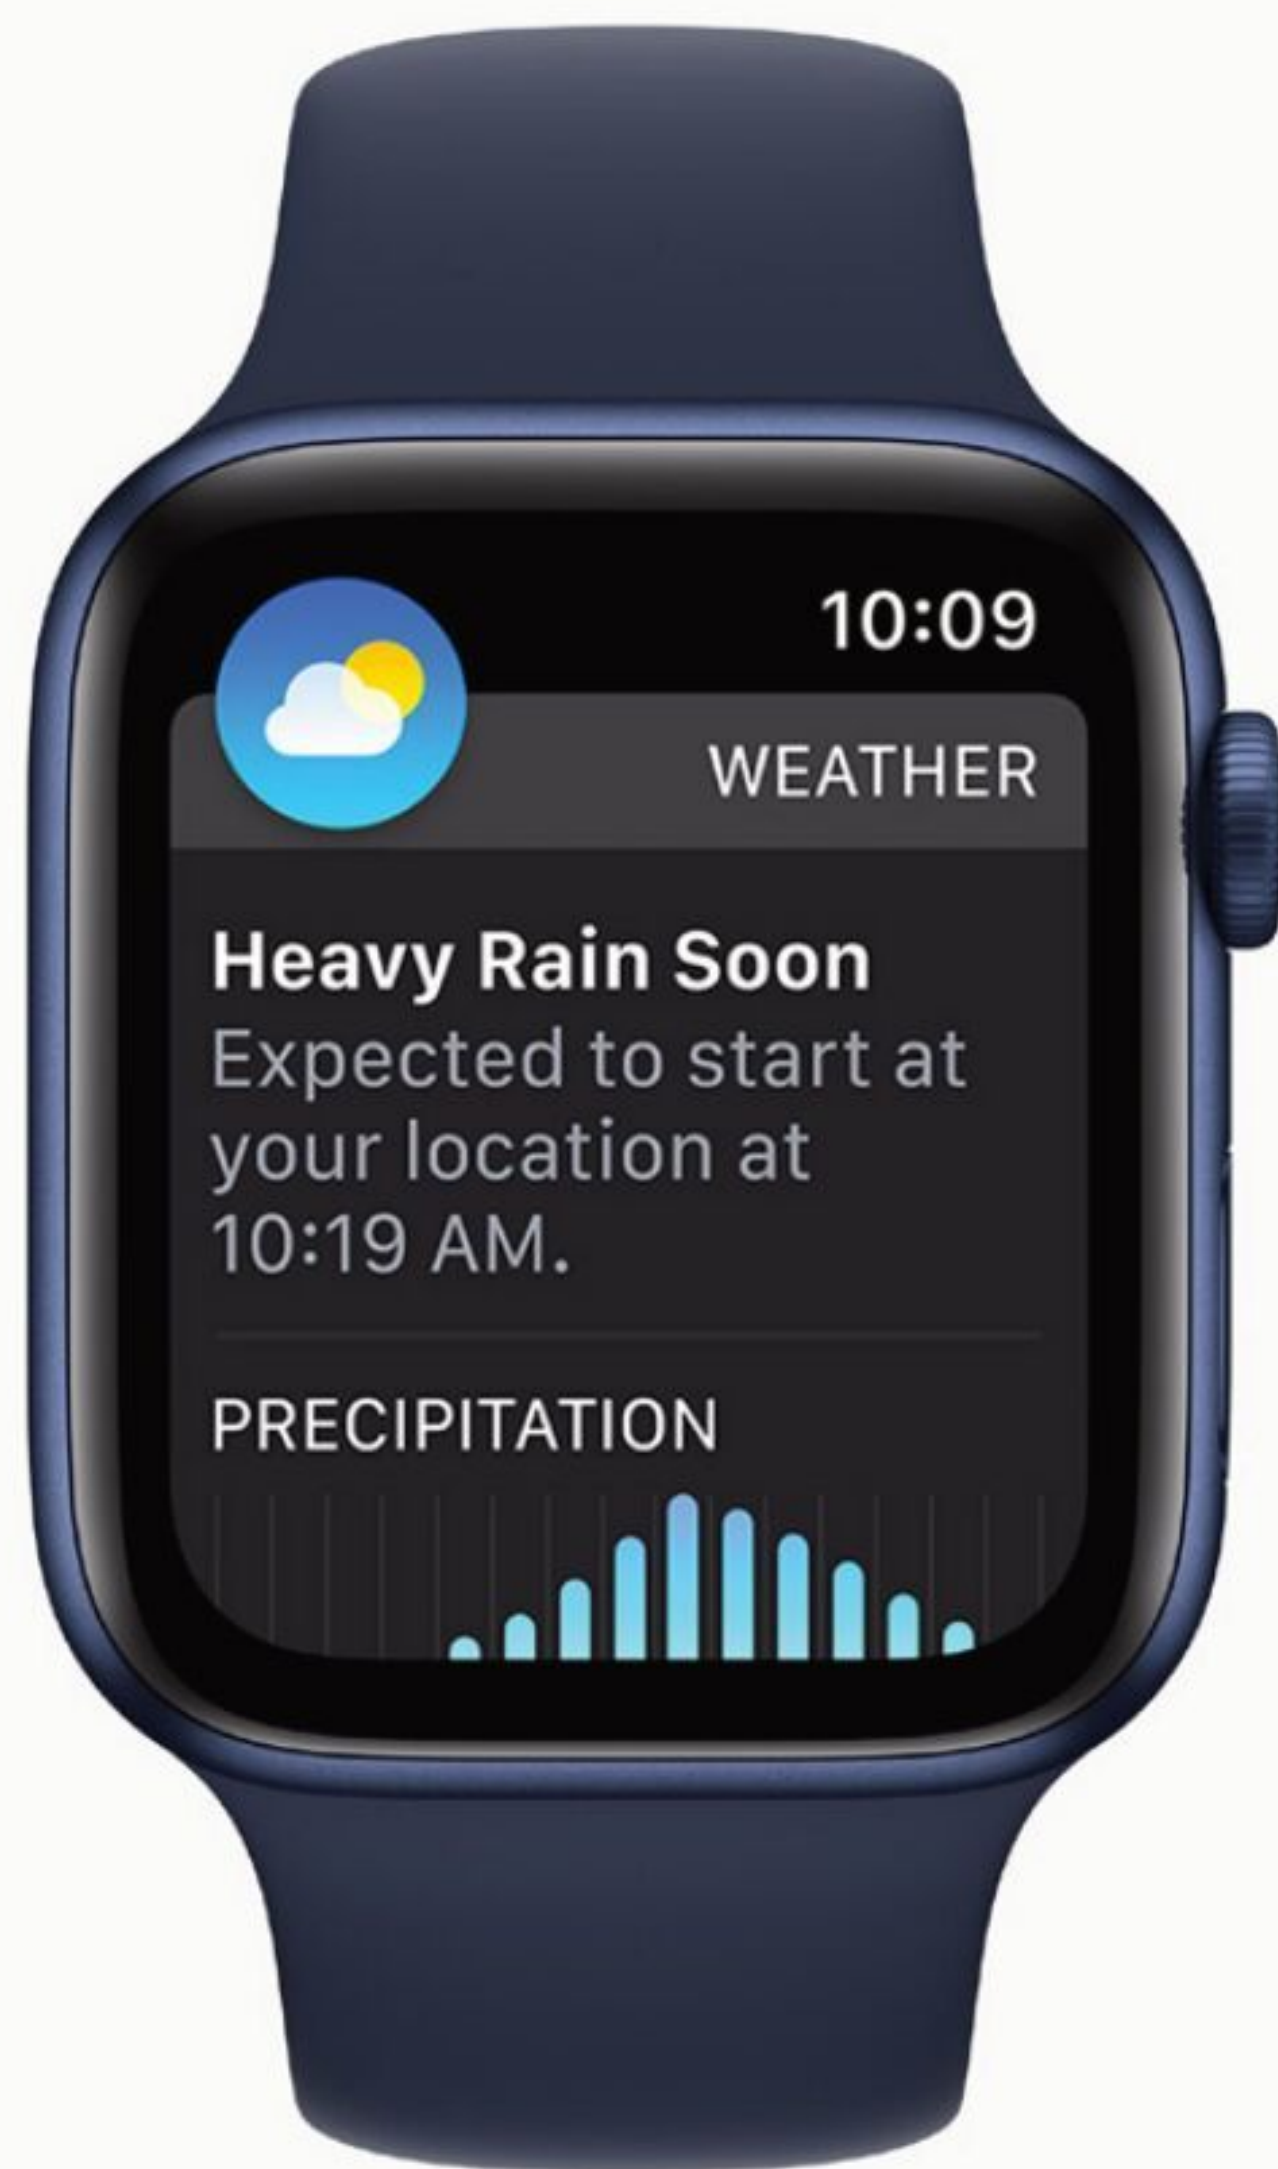 10:09
WEATHER
Heavy Rain Soon
Expected to start at
your location at
10:19 AM.
PRECIPITATION